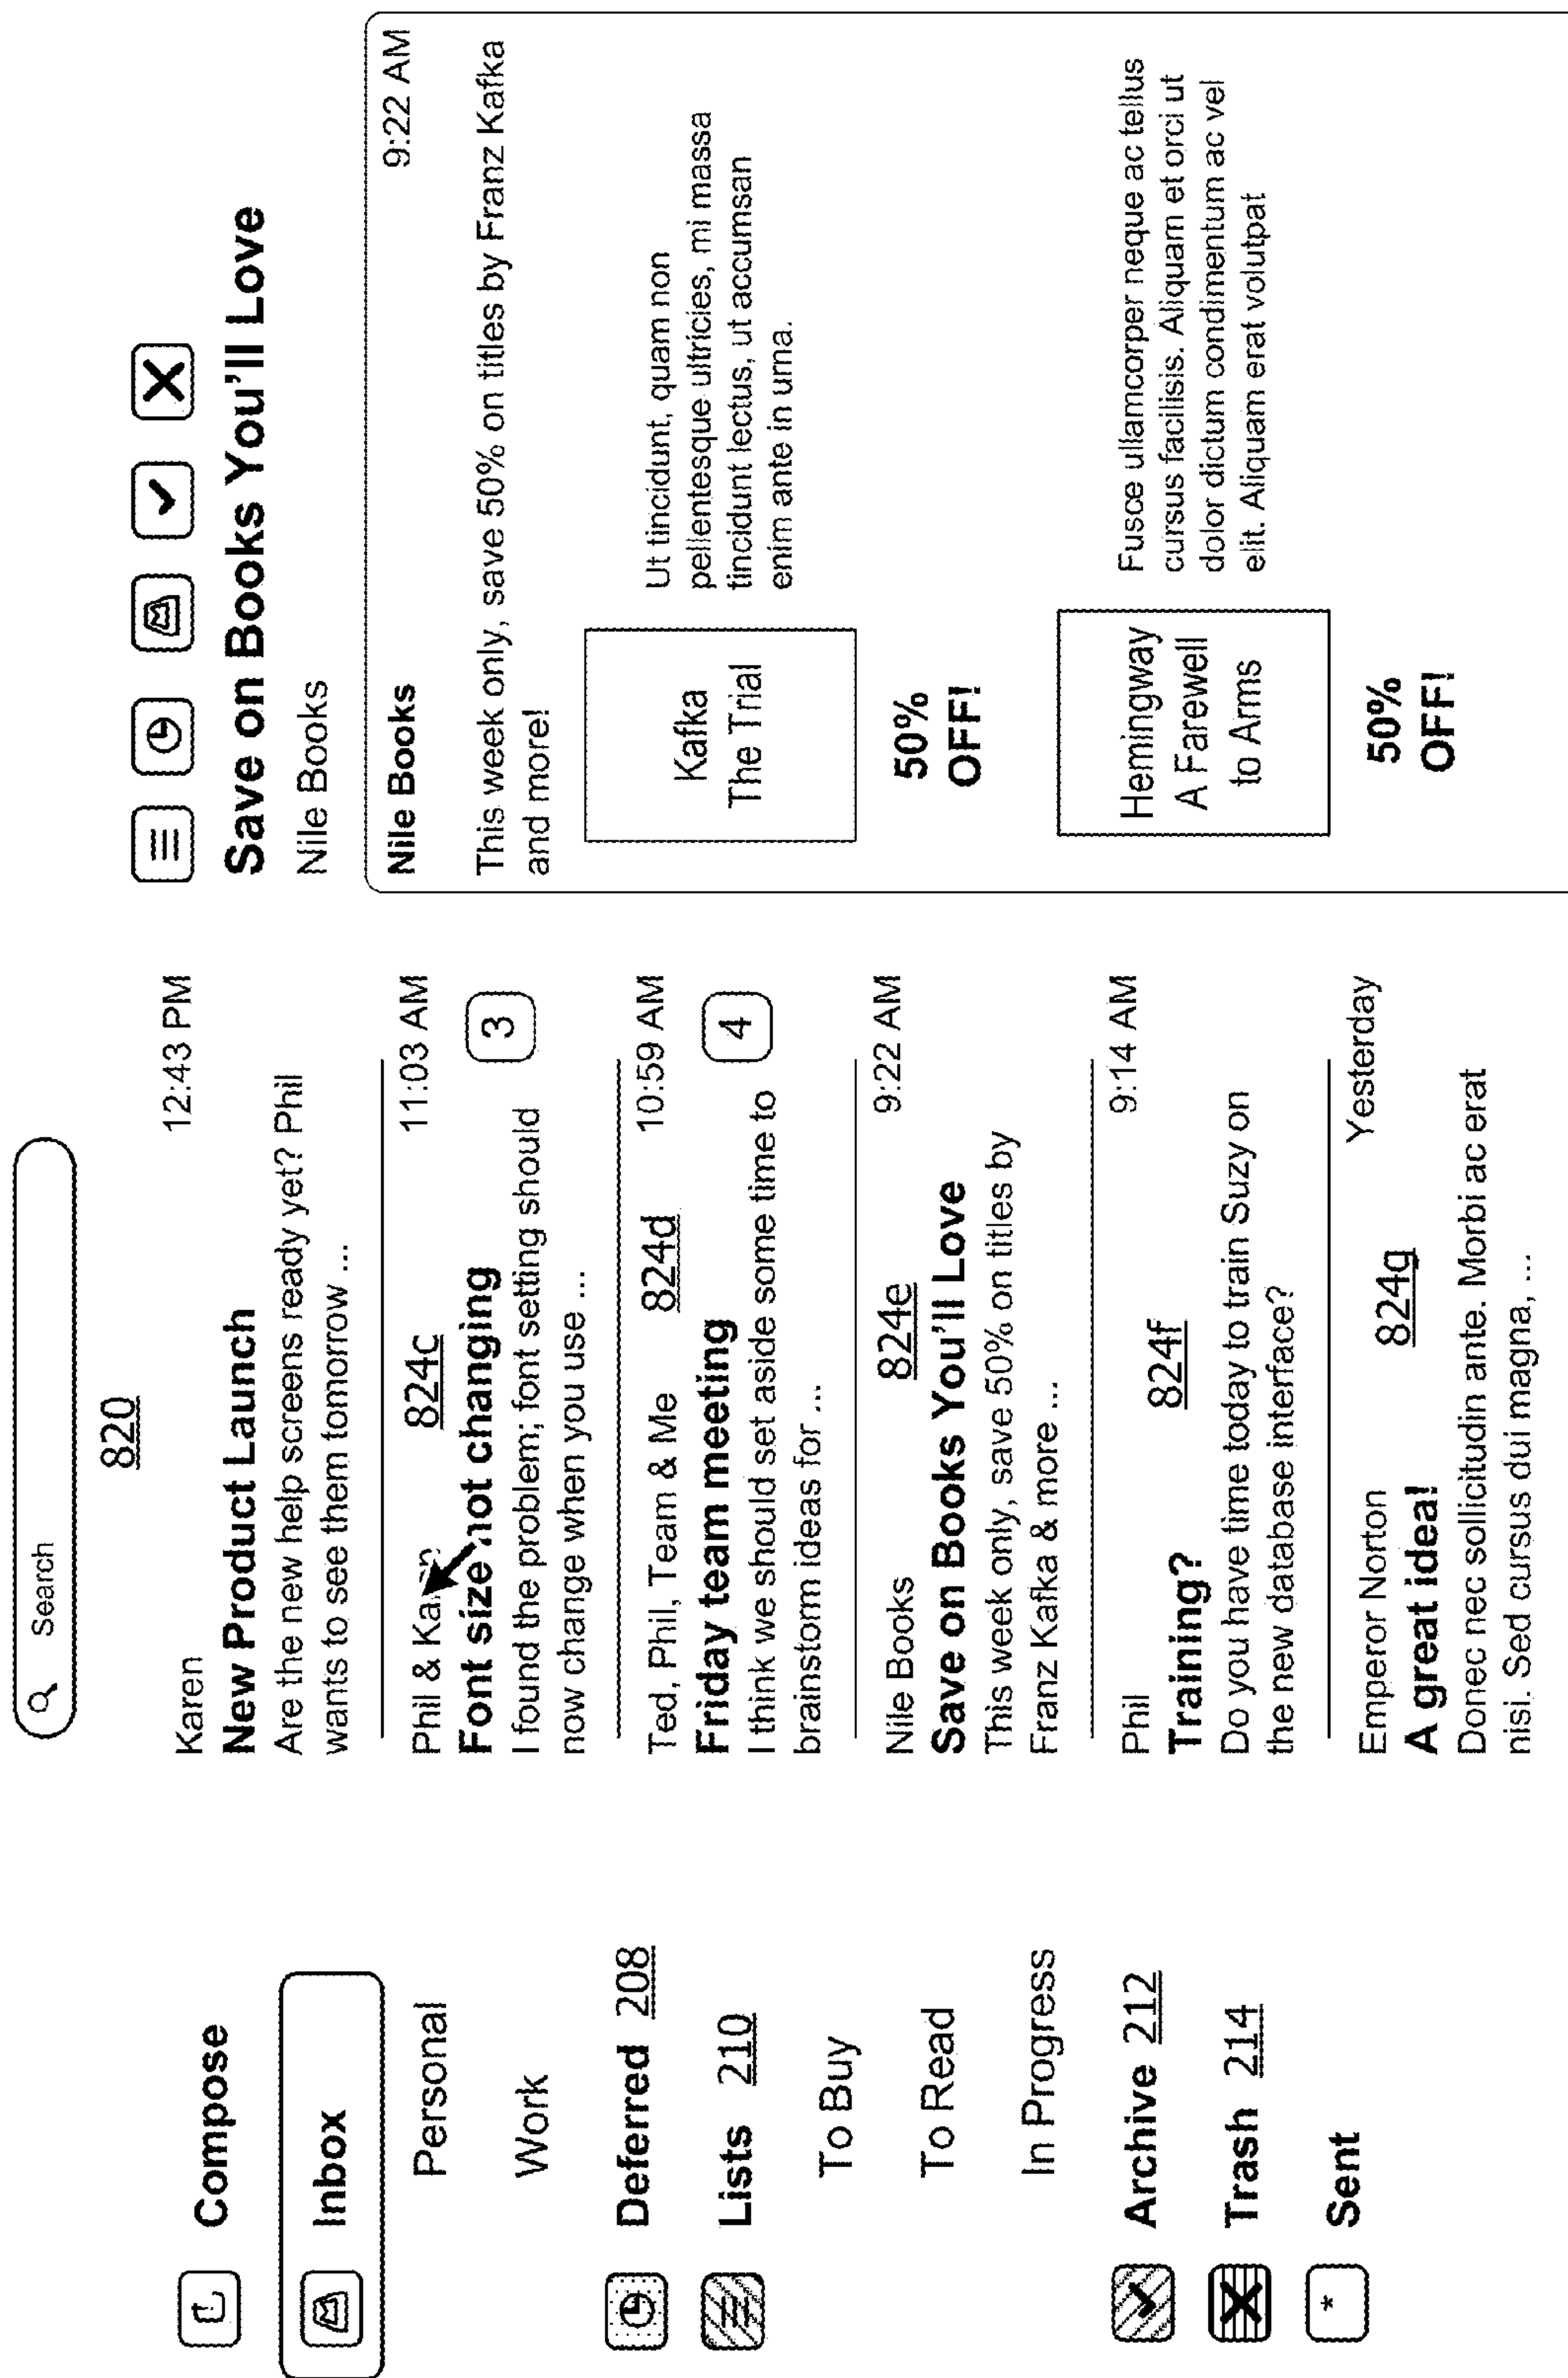 Compose
Inbox
Personal
Work
Deferred 208
Lists 210
To Buy
To Read
In Progress
Archive 212
Trash 214
* Sent
Search
820
Karen 12:43 PM
New Product Launch
Are the new help screens ready yet? Phil
wants to see them tomorrow ...
Phil & Karen 824c 11:03 AM
Font size not changing 3
I found the problem; font setting should
now change when you use ...
Ted, Phil, Team & Me 824d 10:59 AM
Friday team meeting 4
I think we should set aside some time to
brainstorm ideas for ...
Nile Books 824e 9:22 AM
Save on Books You'll Love
This week only, save 50% on titles by
Franz Kafka & more ...
Phil 824f 9:14 AM
Training?
Do you have time today to train Suzy on
the new database interface?
Emperor Norton 824g Yesterday
A great idea!
Donec nec sollicitudin ante. Morbi ac erat
nisi. Sed cursus dui magna, ...
Save on Books You'll Love
Nile Books
Nile Books 9:22 AM
This week only, save 50% on titles by Franz Kafka
and more!
Kafka
The Trial
50%
OFF!
Ut tincidunt, quam non
pellentesque ultricies, mi massa
tincidunt lectus, ut accumsan
enim ante in urna.
Hemingway
A Farewell
to Arms
50%
OFF!
Fusce ullamcorper neque ac tellus
cursus facilisis. Aliquam et orci ut
dolor dictum condimentum ac vel
elit. Aliquam erat volutpat